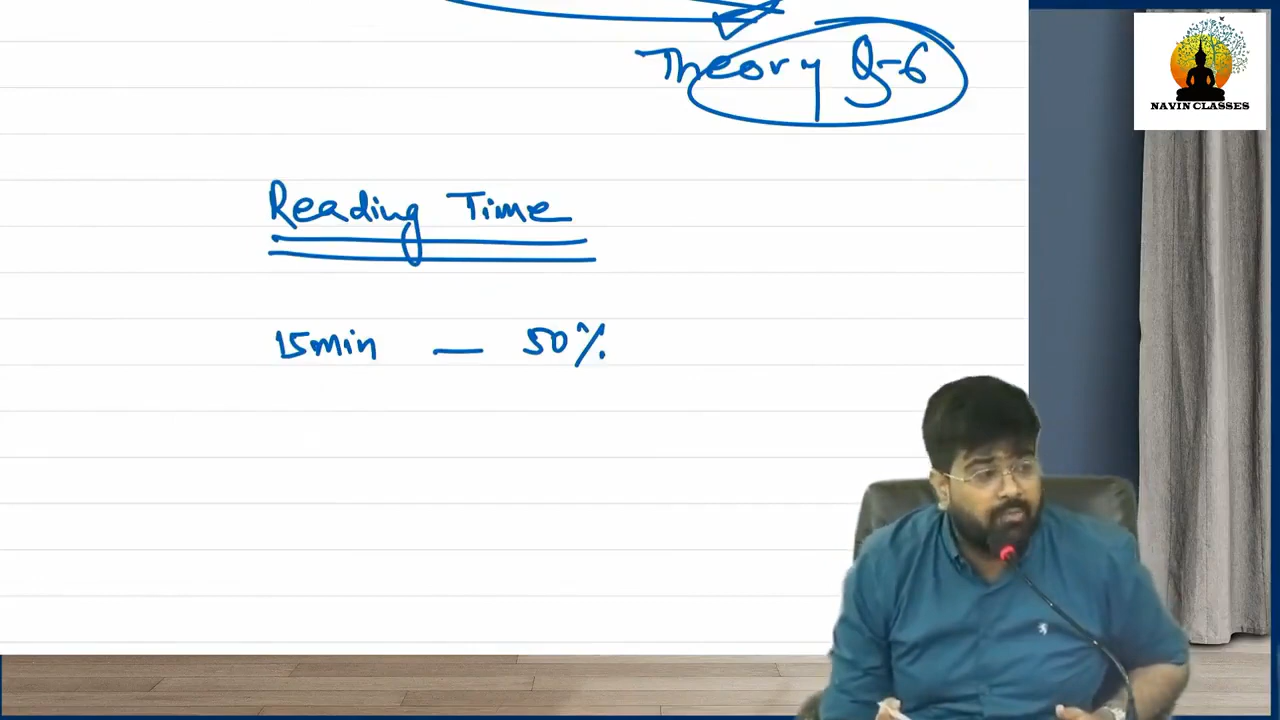 Theory Q-6
NAVIN CLASSES
Reading Time
15min — 50%